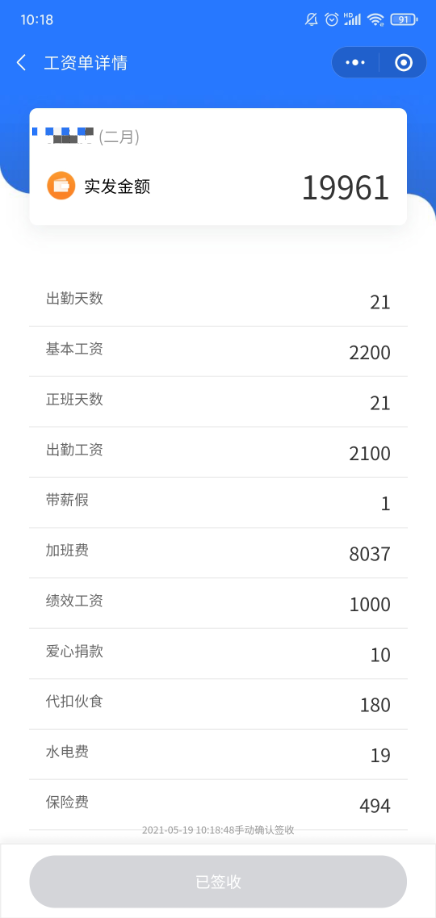 10:18
HD
91
工资单详情
(二月)
实发金额
19961
出勤天数
21
基本工资
2200
正班天数
21
出勤工资
2100
带薪假
1
加班费
8037
绩效工资
1000
爱心捐款
10
代扣伙食
180
水电费
19
保险费
494
2021-05-19 10:18:48手动确认签收
已签收